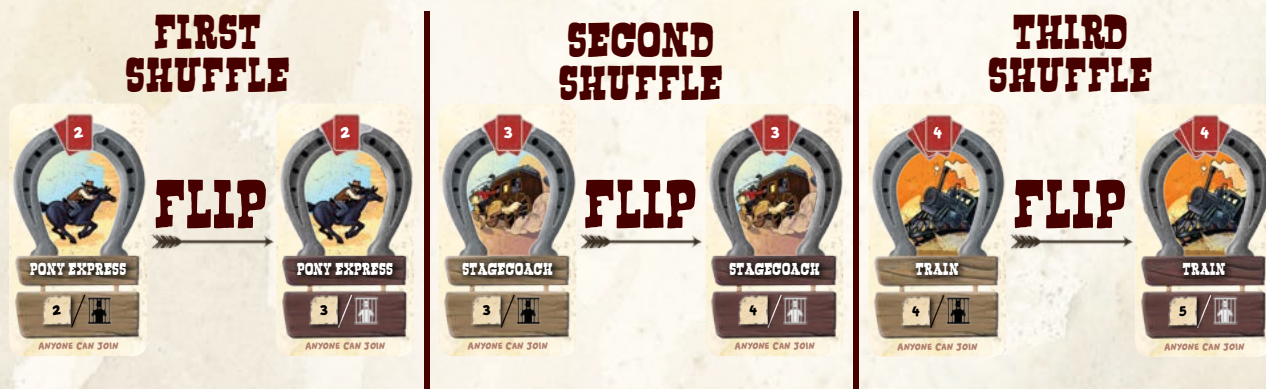 FIRST
SHUFFLE
2
2
FLIP
PONY EXPRESS
PONY EXPRESS
2 /
3 /
ANYONE CAN JOIN
ANYONE CAN JOIN
SECOND
SHUFFLE
3
3
FLIP
STAGECOACH
STAGECOACH
3 /
4 /
ANYONE CAN JOIN
ANYONE CAN JOIN
THIRD
SHUFFLE
4
4
FLIP
TRAIN
TRAIN
4 /
5 /
ANYONE CAN JOIN
ANYONE CAN JOIN